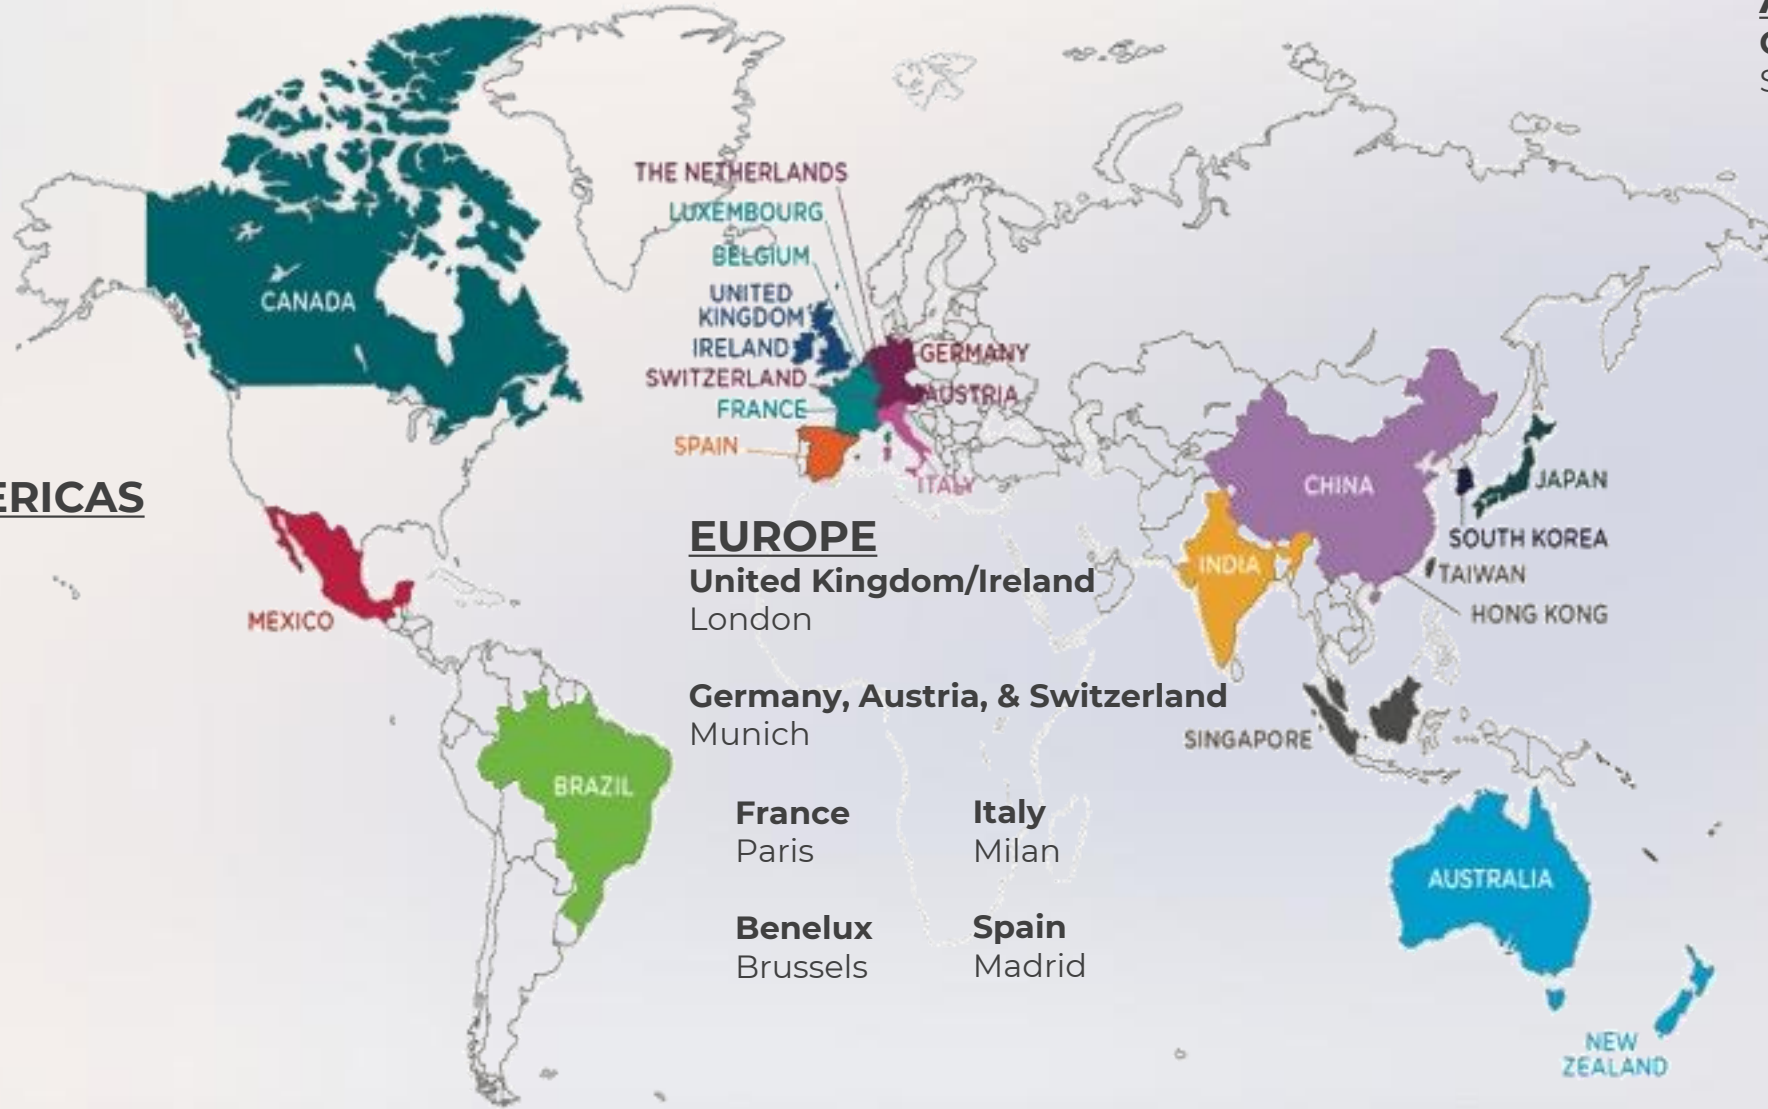 THE NETHERLANDS
LUXEMBOURG
BELGIUM
UNITED
KINGDOM
IRELAND
SWITZERLAND
FRANCE
SPAIN
GERMANY
AUSTRIA
ITALY
CANADA
MEXICO
BRAZIL
CHINA
INDIA
JAPAN
SOUTH KOREA
TAIWAN
HONG KONG
SINGAPORE
AUSTRALIA
NEW
ZEALAND
ERICAS
EUROPE
United Kingdom/Ireland
London
Germany, Austria, & Switzerland
Munich
France
Paris
Italy
Milan
Benelux
Brussels
Spain
Madrid